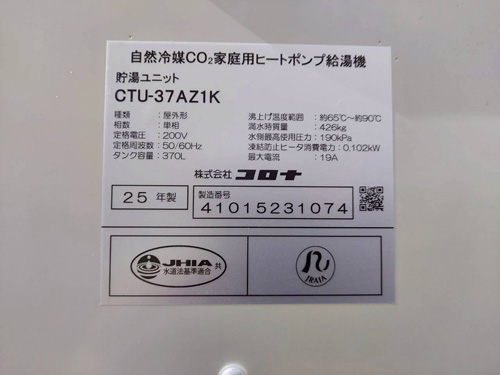 自然冷媒CO₂家庭用ヒートポンプ給湯機
貯湯ユニット
CTU-37AZ1K
種類 : 屋外形
相数 : 単相
定格電圧 : 200V
定格周波数 : 50/60Hz
タンク容量 : 370L
沸上げ温度範囲 : 約65℃~約90℃
満水時質量 : 426kg
水側最高使用圧力 : 190kPa
凍結防止ヒータ消費電力 : 0.102kW
最大電流 : 19A
株式会社 コロナ
25 年製
製造番号
41015231074
JHIA 共
水道法基準適合
JRAIA